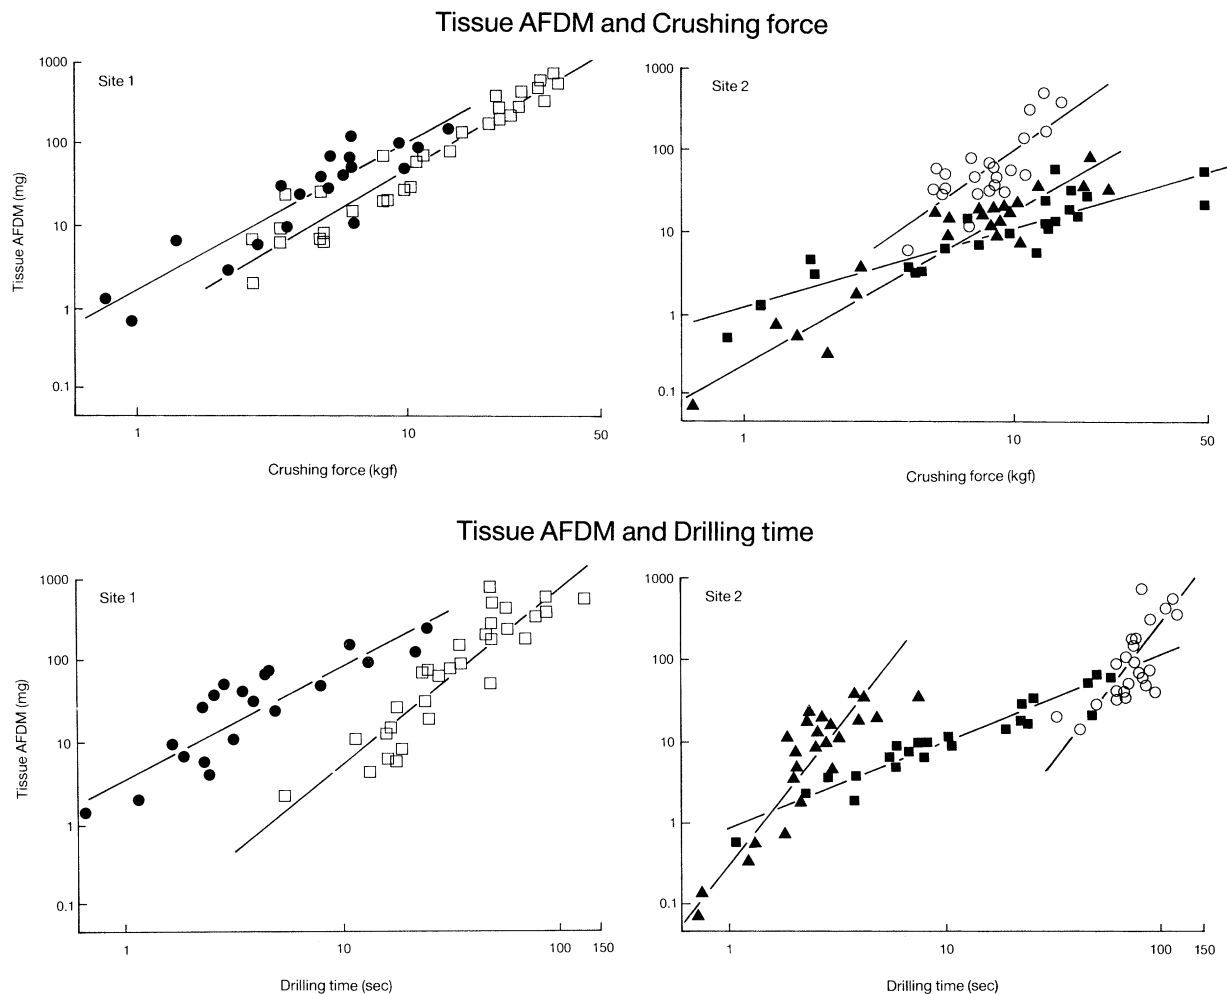 Tissue AFDM and Crushing force
Site 1
1000
100
10
1
0.1
Tissue AFDM (mg)
1
10
50
Crushing force (kgf)
Site 2
1000
100
10
1
0.1
1
10
50
Crushing force (kgf)
Tissue AFDM and Drilling time
Site 1
1000
100
10
1
0.1
Tissue AFDM (mg)
1
10
100
150
Drilling time (sec)
Site 2
1000
100
10
1
0.1
1
10
100
150
Drilling time (sec)